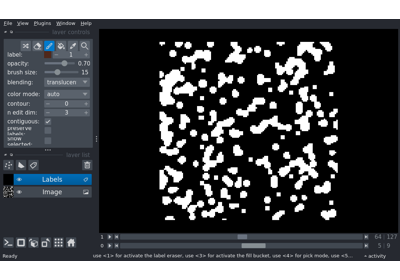 File View Plugins Window Help
layer controls
label: 1
opacity: 0.70
brush size: 15
blending: translucen
color mode: auto
contour: 0
n edit dim: 3
contiguous: ✓
preserve
labels:
show
selected:
layer list
Labels
Image
1 64 127
0 5 9
Ready use <1> for activate the label eraser, use <3> for activate the fill bucket, use <4> for pick mode, use <5... activity